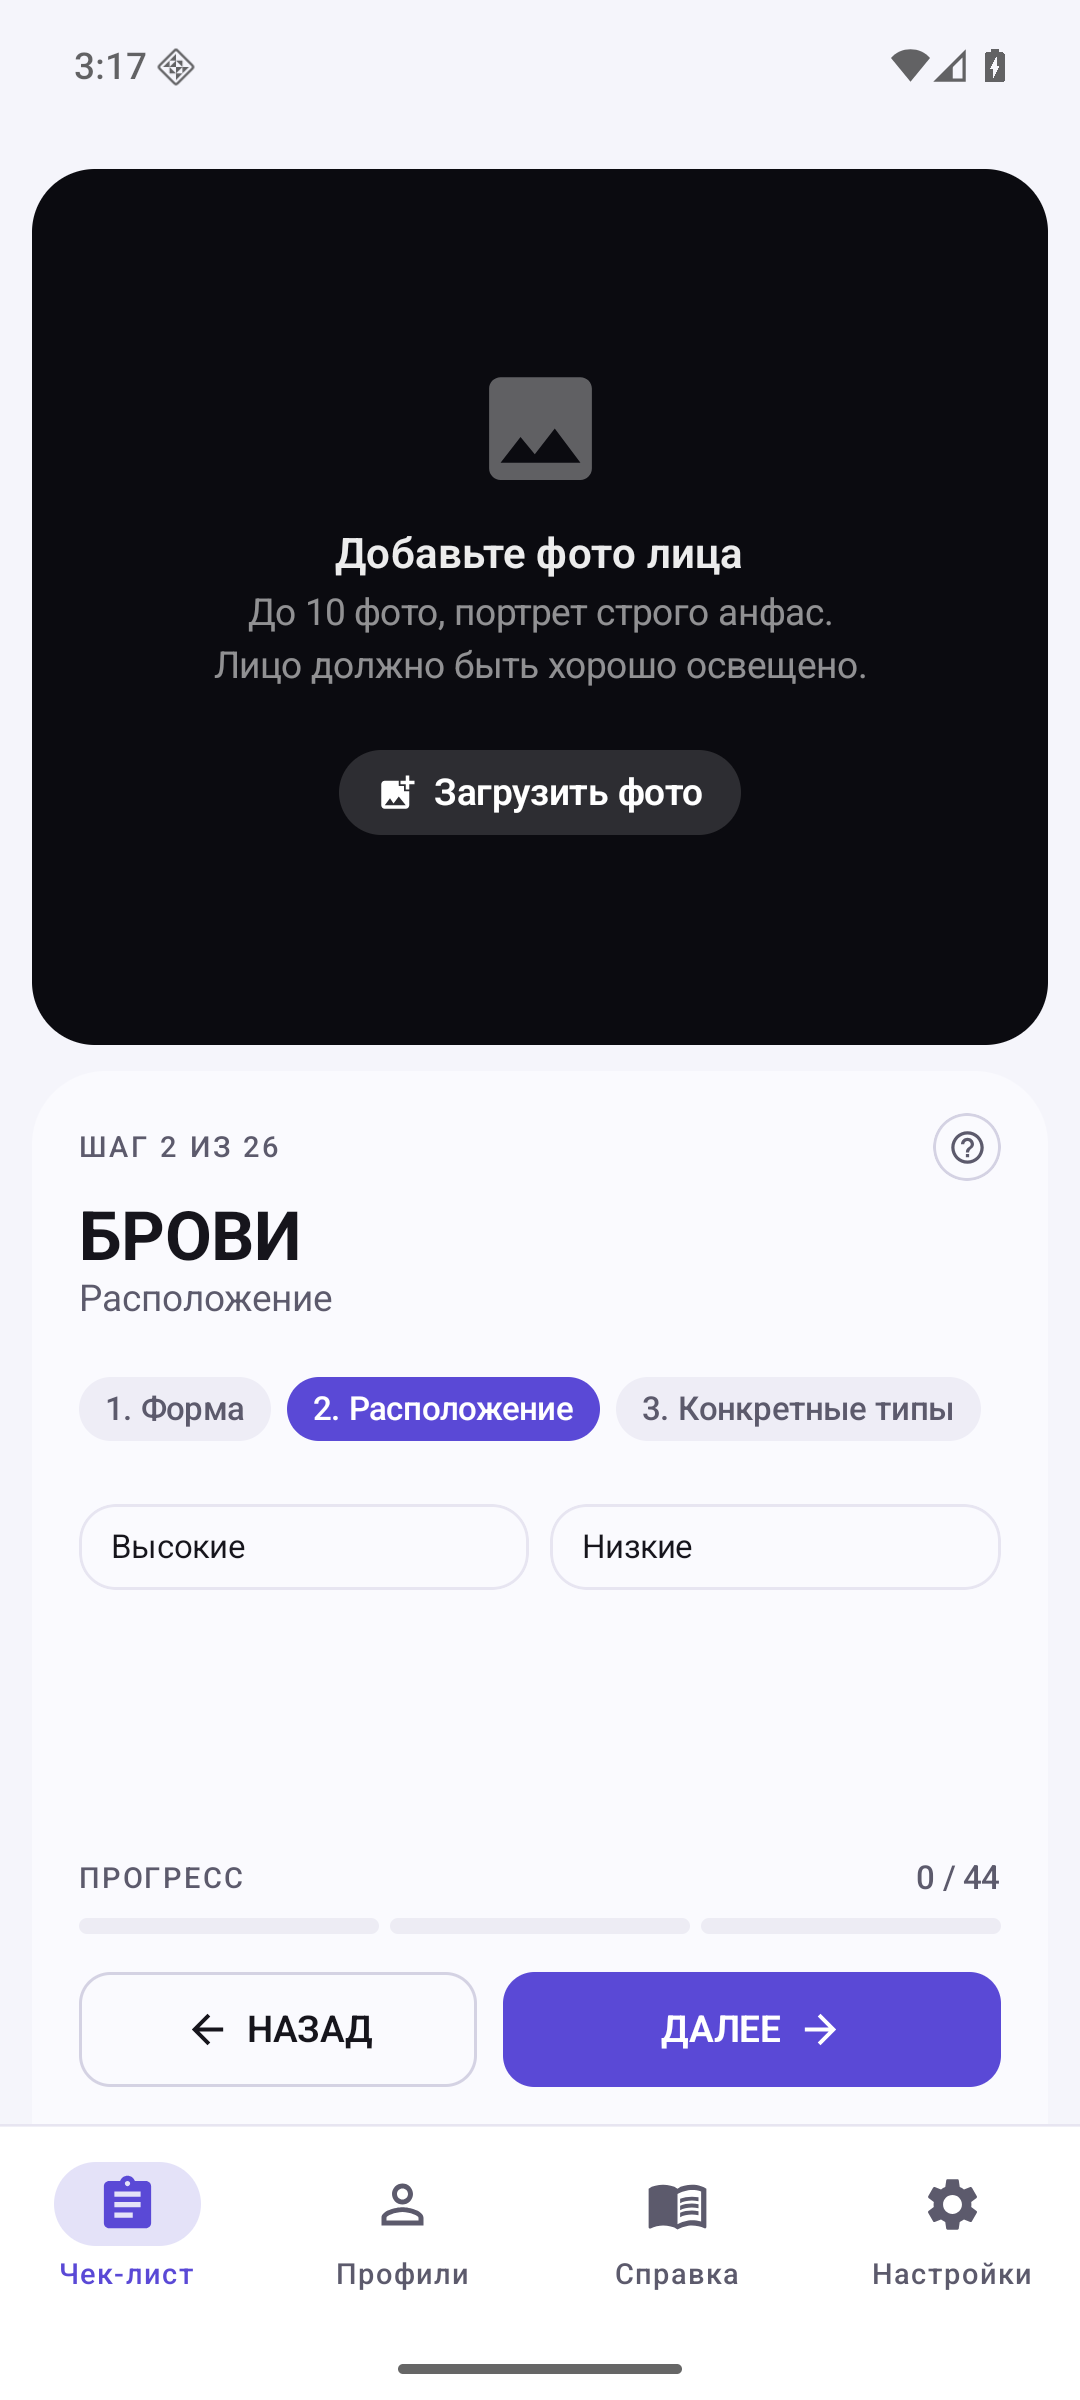 3:17
Добавьте фото лица
До 10 фото, портрет строго анфас.
Лицо должно быть хорошо освещено.
Загрузить фото
ШАГ 2 ИЗ 26
БРОВИ
Расположение
1. Форма 2. Расположение 3. Конкретные типы
Высокие Низкие
ПРОГРЕСС 0 / 44
НАЗАД ДАЛЕЕ
Чек-лист Профили Справка Настройки